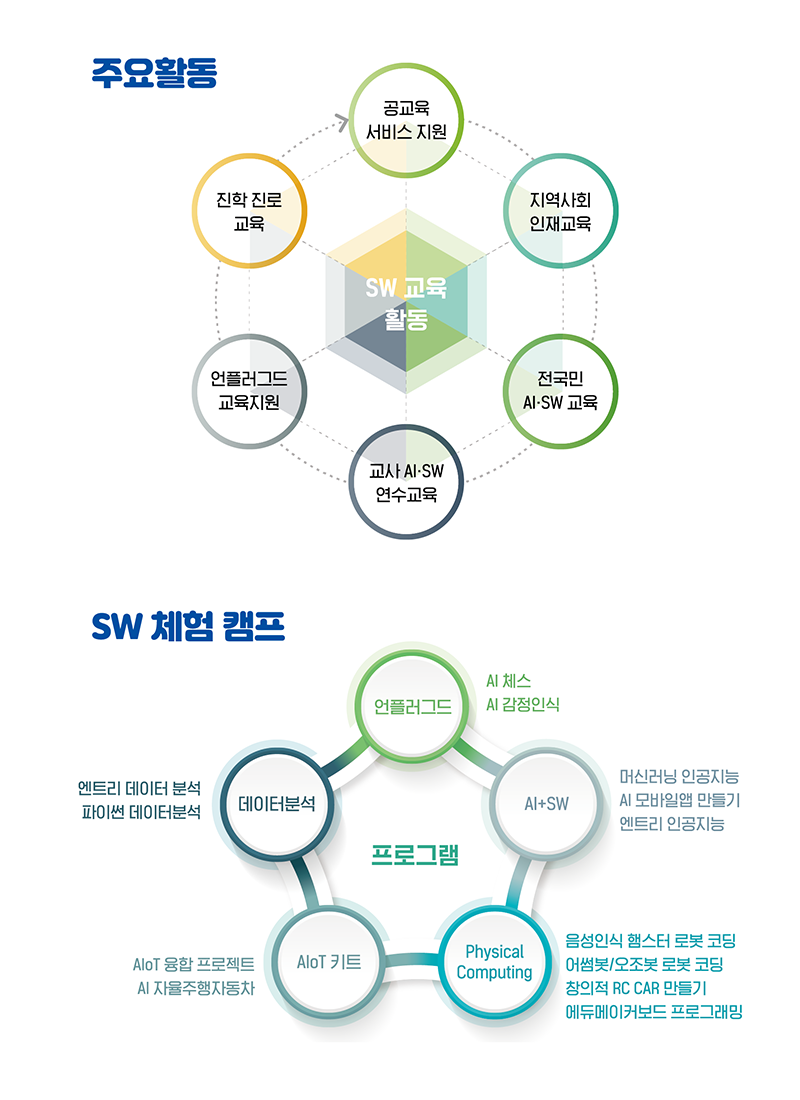 주요활동
공교육
서비스 지원
진학 진로
교육
지역사회
인재교육
SW 교육
활동
언플러그드
교육지원
전국민
AI·SW 교육
교사 AI·SW
연수교육
SW 체험 캠프
언플러그드
AI 체스
AI 감정인식
엔트리 데이터 분석
파이썬 데이터분석
데이터분석
AI+SW
머신러닝 인공지능
AI 모바일앱 만들기
엔트리 인공지능
프로그램
AIoT 융합 프로젝트
AI 자율주행자동차
AIoT 키트
Physical
Computing
음성인식 햄스터 로봇 코딩
어썸봇/오조봇 로봇 코딩
창의적 RC CAR 만들기
에듀메이커보드 프로그래밍